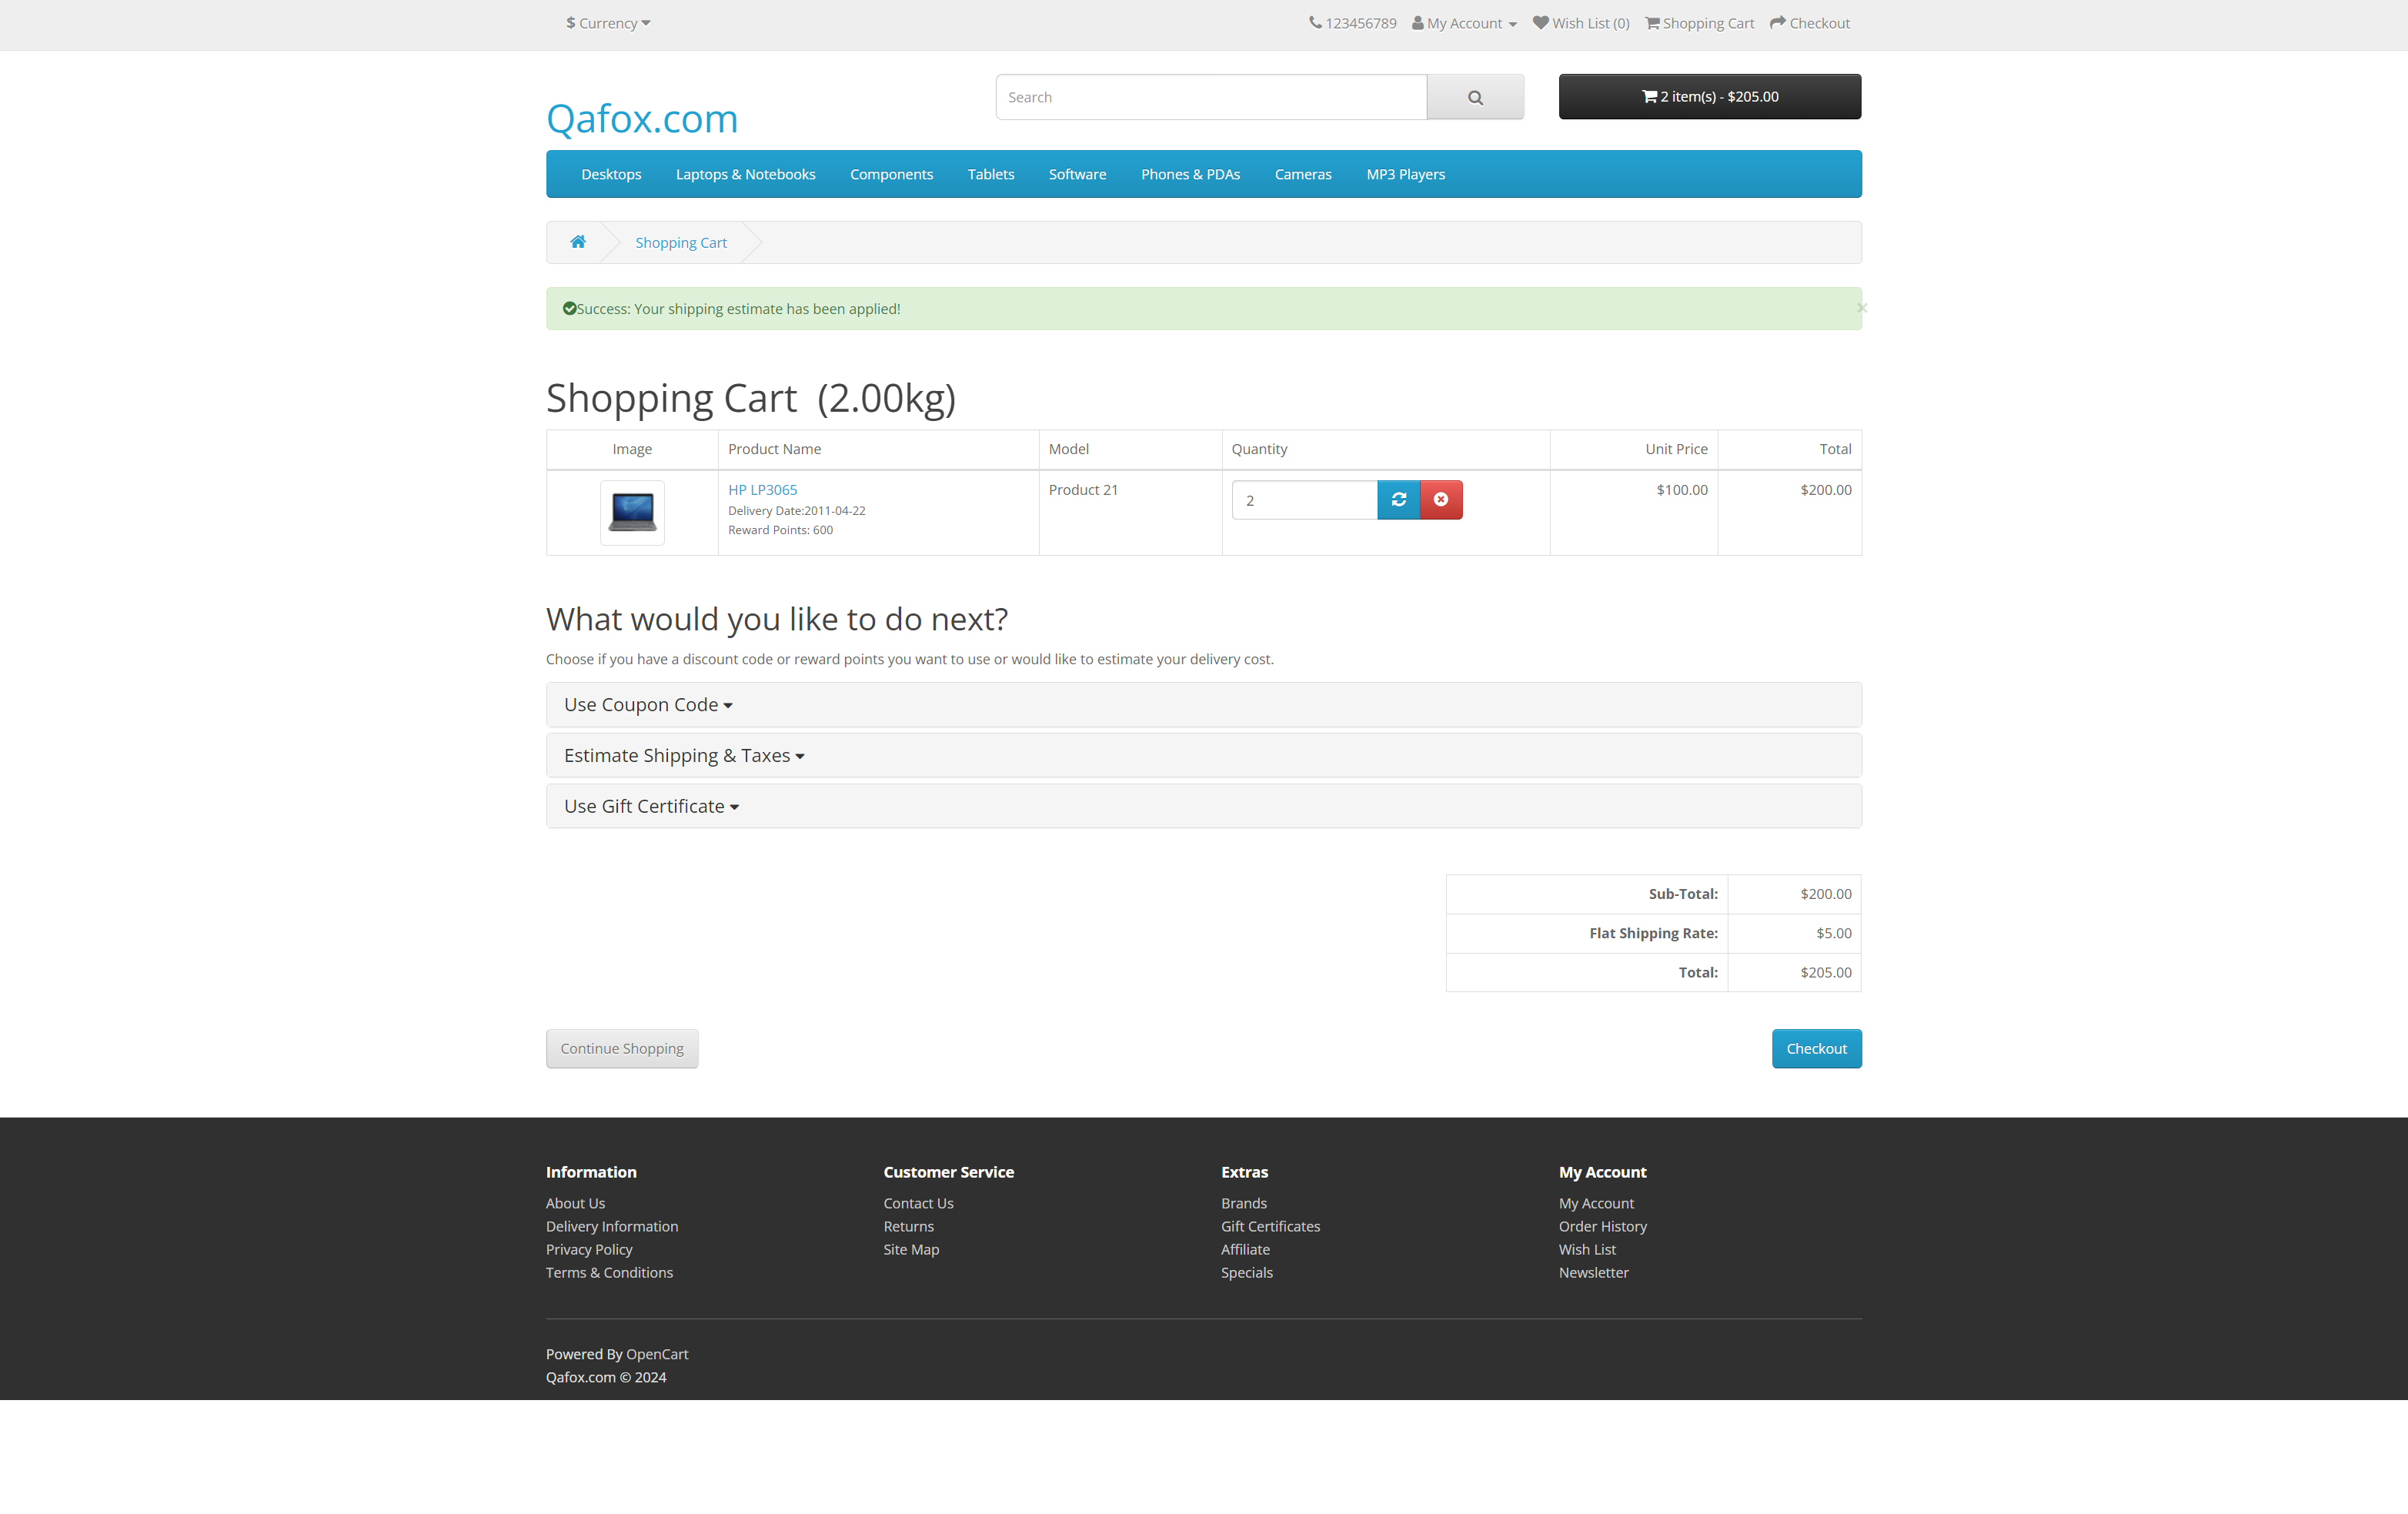 $ Currency
123456789 My Account Wish List (0) Shopping Cart Checkout
Qafox.com
Search
2 item(s) - $205.00
Desktops Laptops & Notebooks Components Tablets Software Phones & PDAs Cameras MP3 Players
Shopping Cart
Success: Your shipping estimate has been applied!
×
Shopping Cart (2.00kg)
Image Product Name Model Quantity Unit Price Total
HP LP3065 Product 21 2 $100.00 $200.00
Delivery Date:2011-04-22
Reward Points: 600
What would you like to do next?
Choose if you have a discount code or reward points you want to use or would like to estimate your delivery cost.
Use Coupon Code
Estimate Shipping & Taxes
Use Gift Certificate
Sub-Total: $200.00
Flat Shipping Rate: $5.00
Total: $205.00
Continue Shopping
Checkout
Information
About Us
Delivery Information
Privacy Policy
Terms & Conditions
Customer Service
Contact Us
Returns
Site Map
Extras
Brands
Gift Certificates
Affiliate
Specials
My Account
My Account
Order History
Wish List
Newsletter
Powered By OpenCart
Qafox.com © 2024